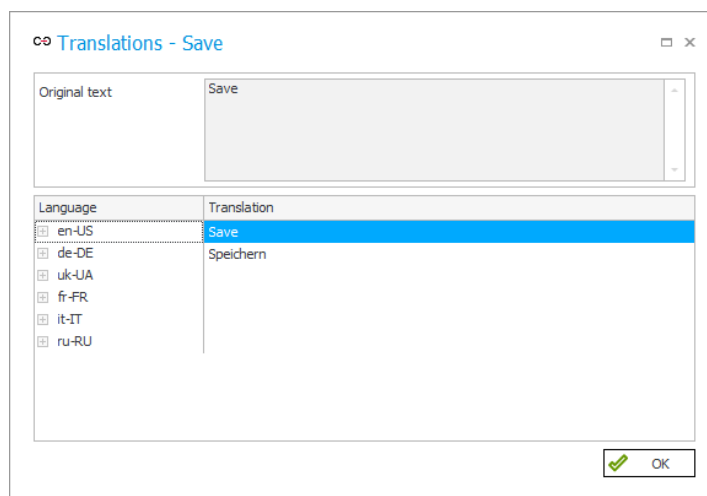 Translations - Save
Original text
Save
Language Translation
en-US Save
de-DE Speichern
uk-UA
fr-FR
it-IT
ru-RU
OK